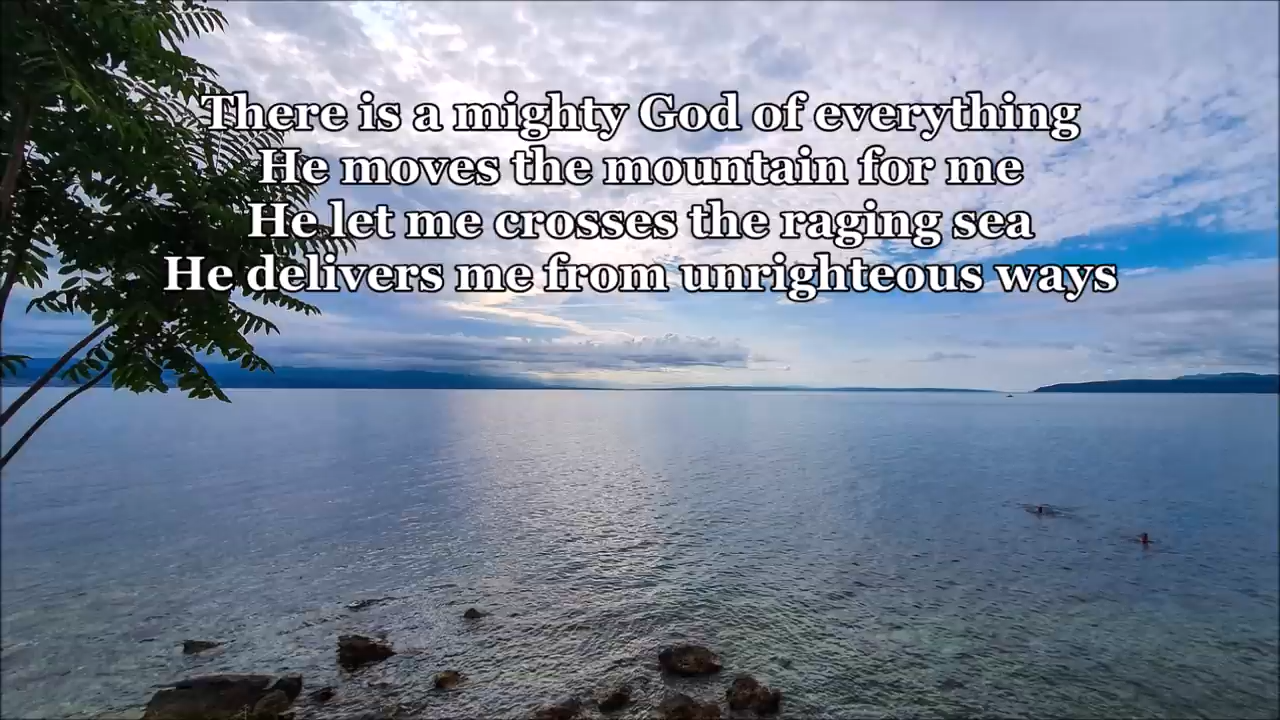 There is a mighty God of everything
He moves the mountain for me
He let me crosses the raging sea
He delivers me from unrighteous ways